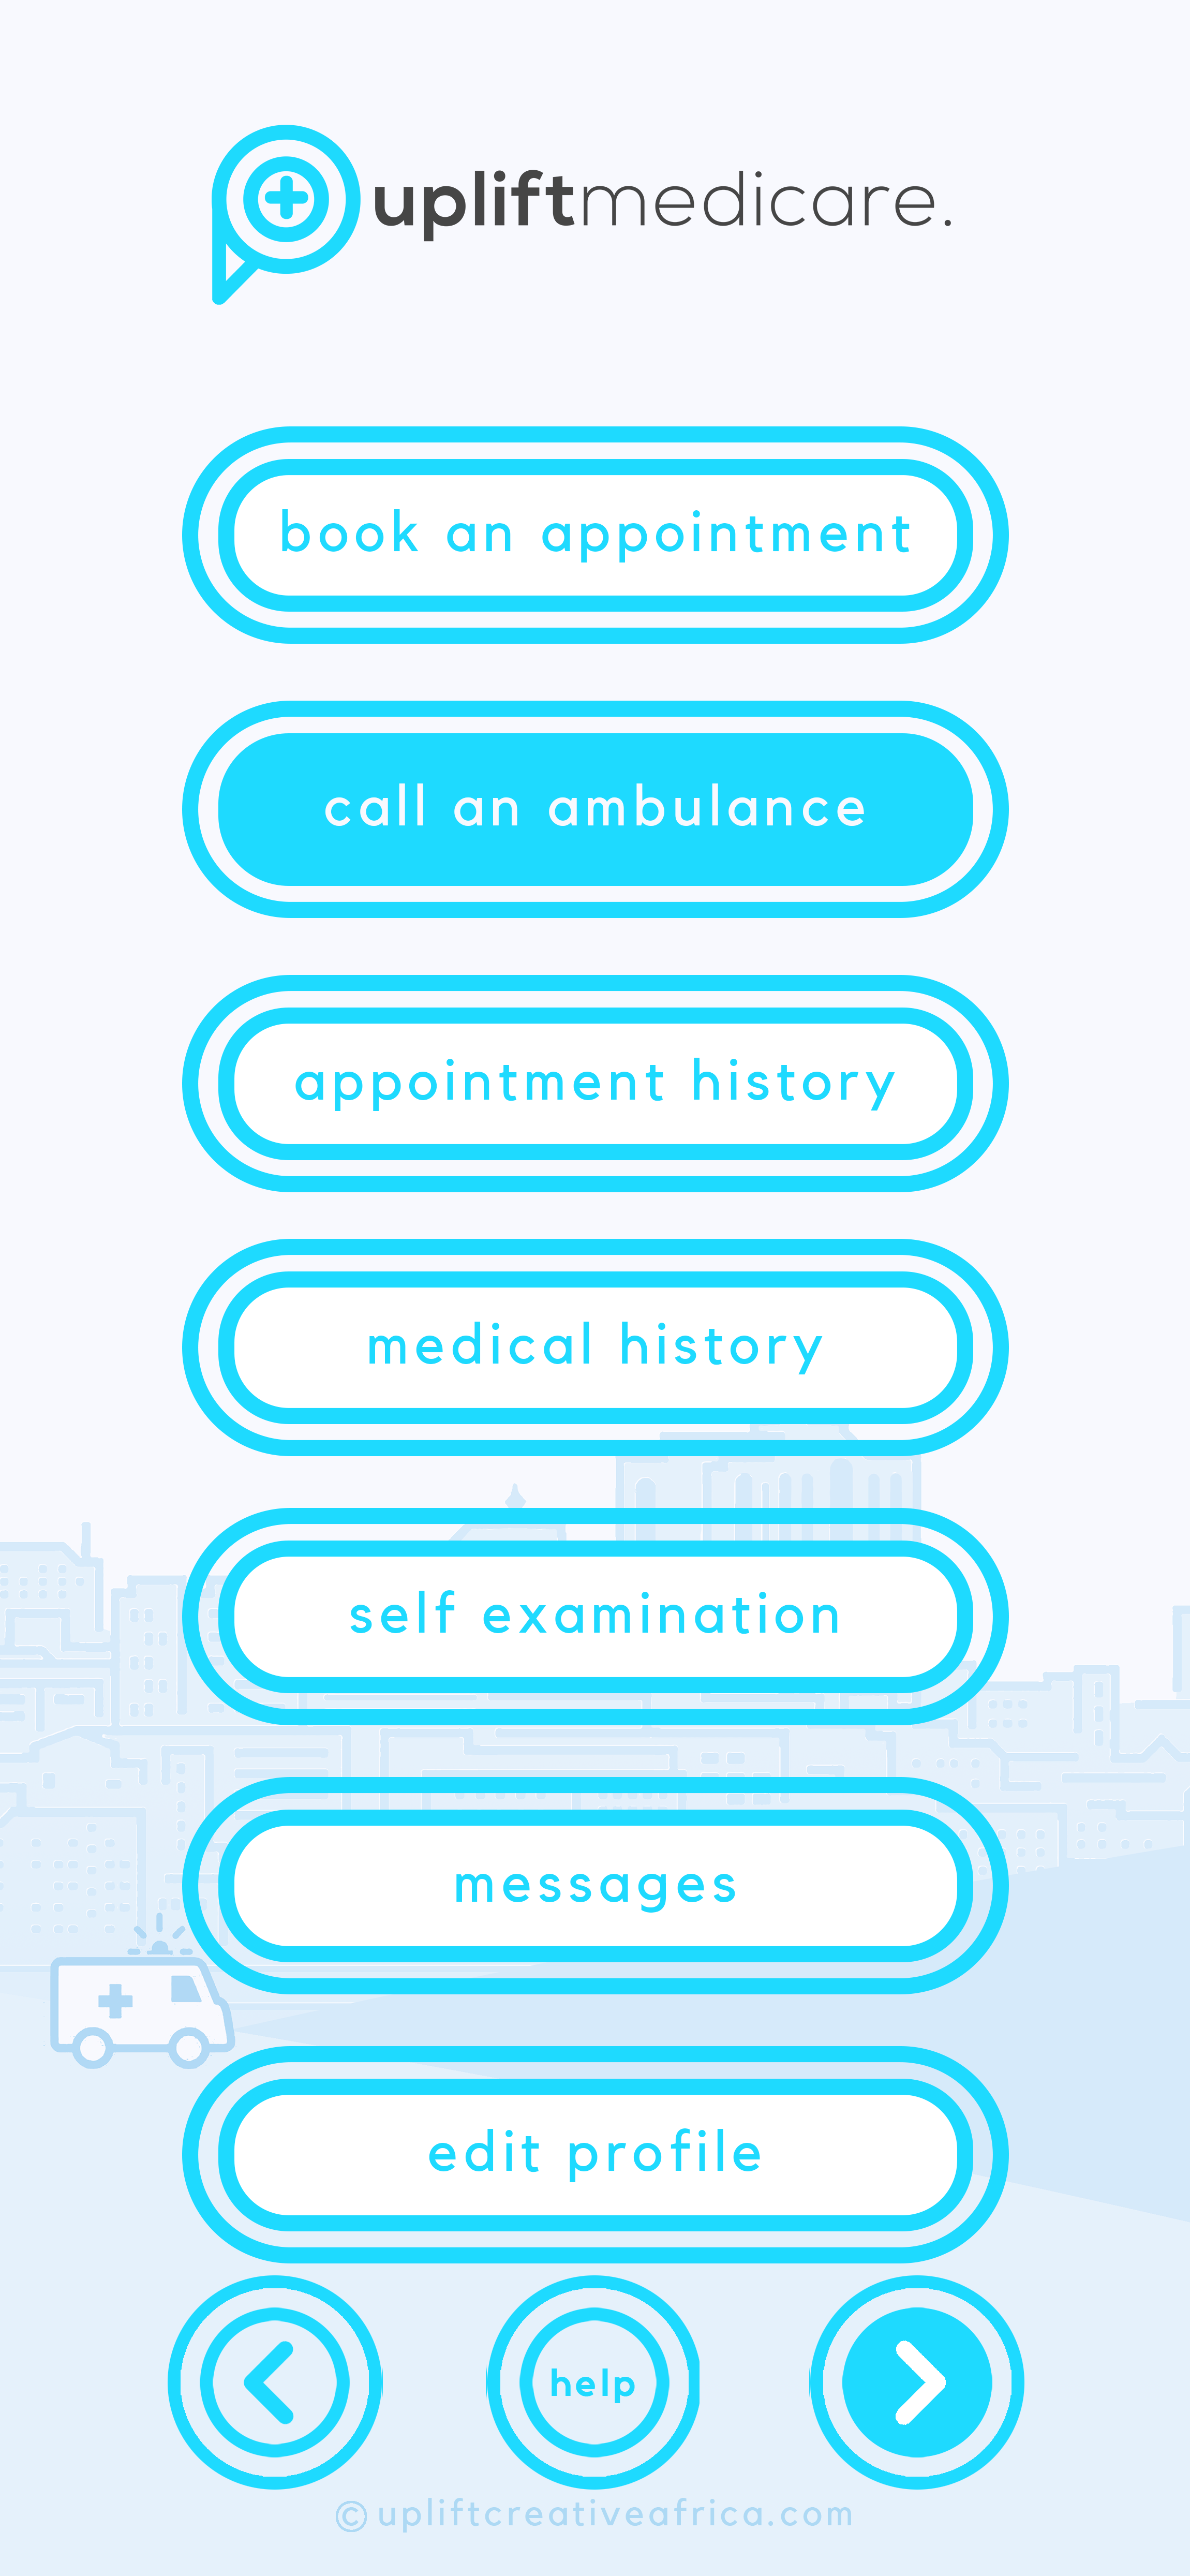 upliftmedicare.
book an appointment
call an ambulance
appointment history
medical history
self examination
messages
edit profile
help
© upliftcreativeafrica.com